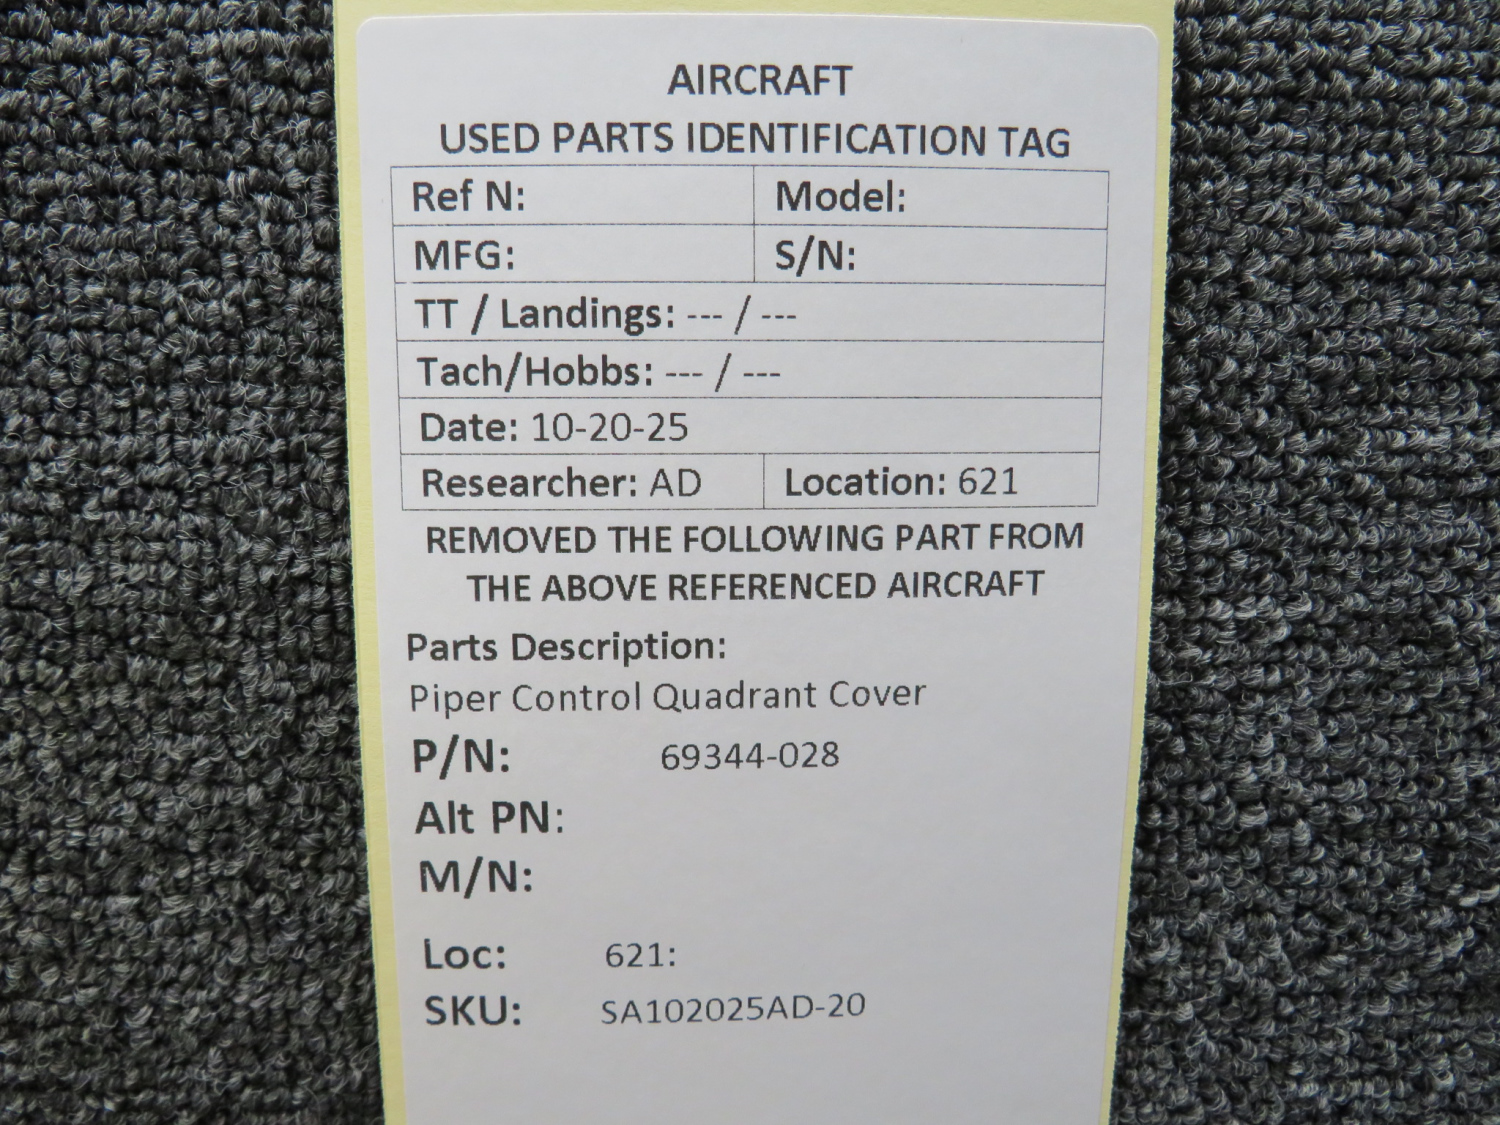 AIRCRAFT
USED PARTS IDENTIFICATION TAG
Ref N: Model:
MFG: S/N:
TT / Landings: --- / ---
Tach/Hobbs: --- / ---
Date: 10-20-25
Researcher: AD Location: 621
REMOVED THE FOLLOWING PART FROM
THE ABOVE REFERENCED AIRCRAFT
Parts Description:
Piper Control Quadrant Cover
P/N: 69344-028
Alt PN:
M/N:
Loc: 621:
SKU: SA102025AD-20